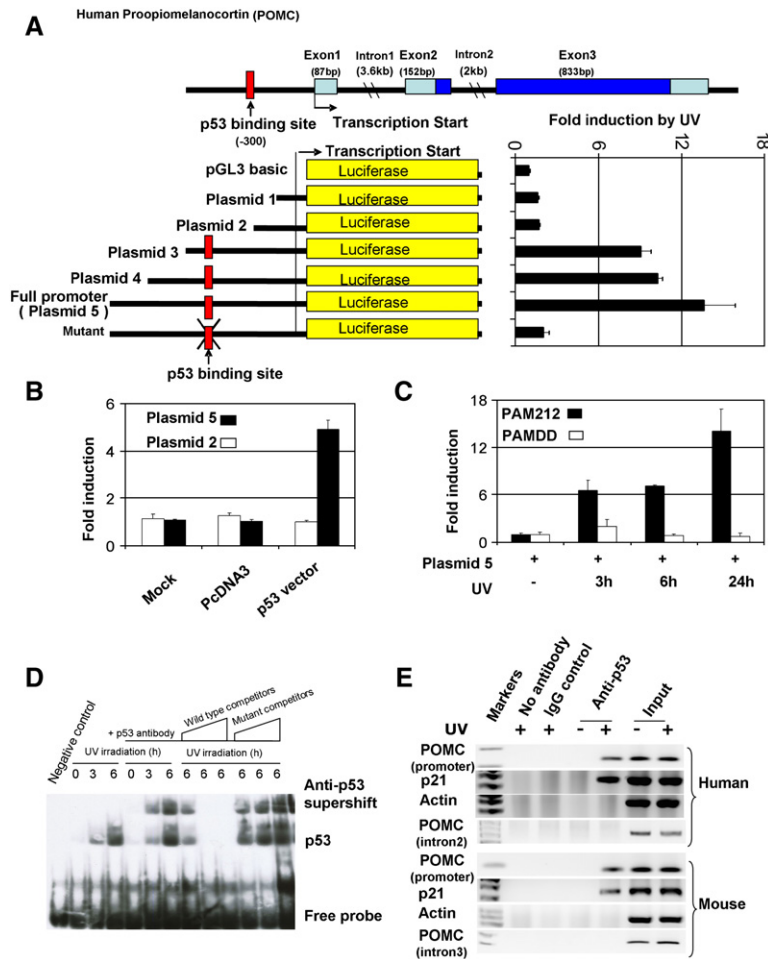 Human Proopiomelanocortin (POMC)
A
Exon1
(87bp)
Intron1
(3.6kb)
Exon2
(152bp)
Intron2
(2kb)
Exon3
(833bp)
p53 binding site
(-300)
Transcription Start
Fold induction by UV
0 6 12 18
Transcription Start
pGL3 basic
Luciferase
Plasmid 1
Luciferase
Plasmid 2
Luciferase
Plasmid 3
Luciferase
Plasmid 4
Luciferase
Full promoter
( Plasmid 5)
Luciferase
Mutant
Luciferase
p53 binding site
B
Fold induction
6
4
2
0
Plasmid 5
Plasmid 2
Mock
PcDNA3
p53 vector
C
Fold induction
18
12
6
0
PAM212
PAMDD
Plasmid 5 + + + +
UV - 3h 6h 24h
D
Negative control
+ p53 antibody
Wild type competitors
Mutant competitors
UV irradiation (h)
UV irradiation (h)
0 3 6 0 3 6 6 6 6 6 6 6
Anti-p53
supershift
p53
Free probe
E
Markers
No antibody
IgG control
Anti-p53
Input
UV + + - + - +
POMC
(promoter)
p21
Actin
POMC
(intron2)
Human
POMC
(promoter)
p21
Actin
POMC
(intron3)
Mouse